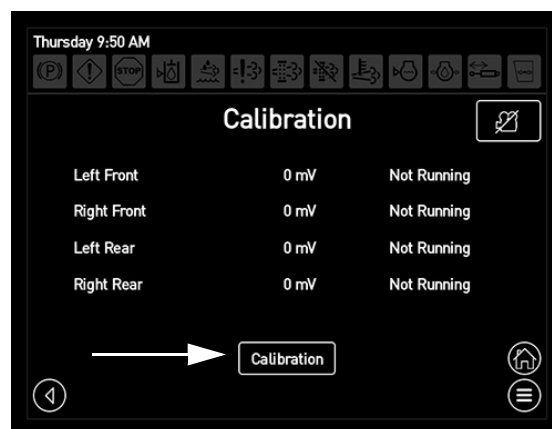 Thursday 9:50 AM
(P) STOP
Calibration
Left Front 0 mV Not Running
Right Front 0 mV Not Running
Left Rear 0 mV Not Running
Right Rear 0 mV Not Running
Calibration